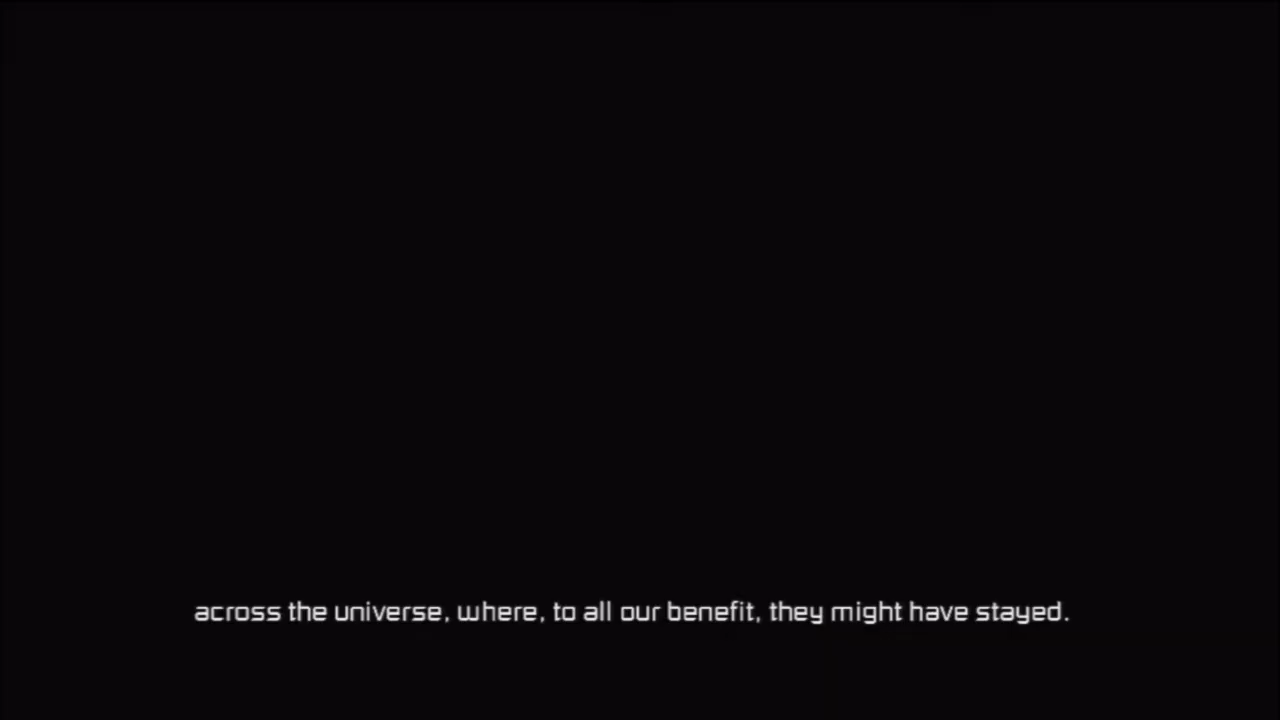 across the universe, where, to all our benefit, they might have stayed.